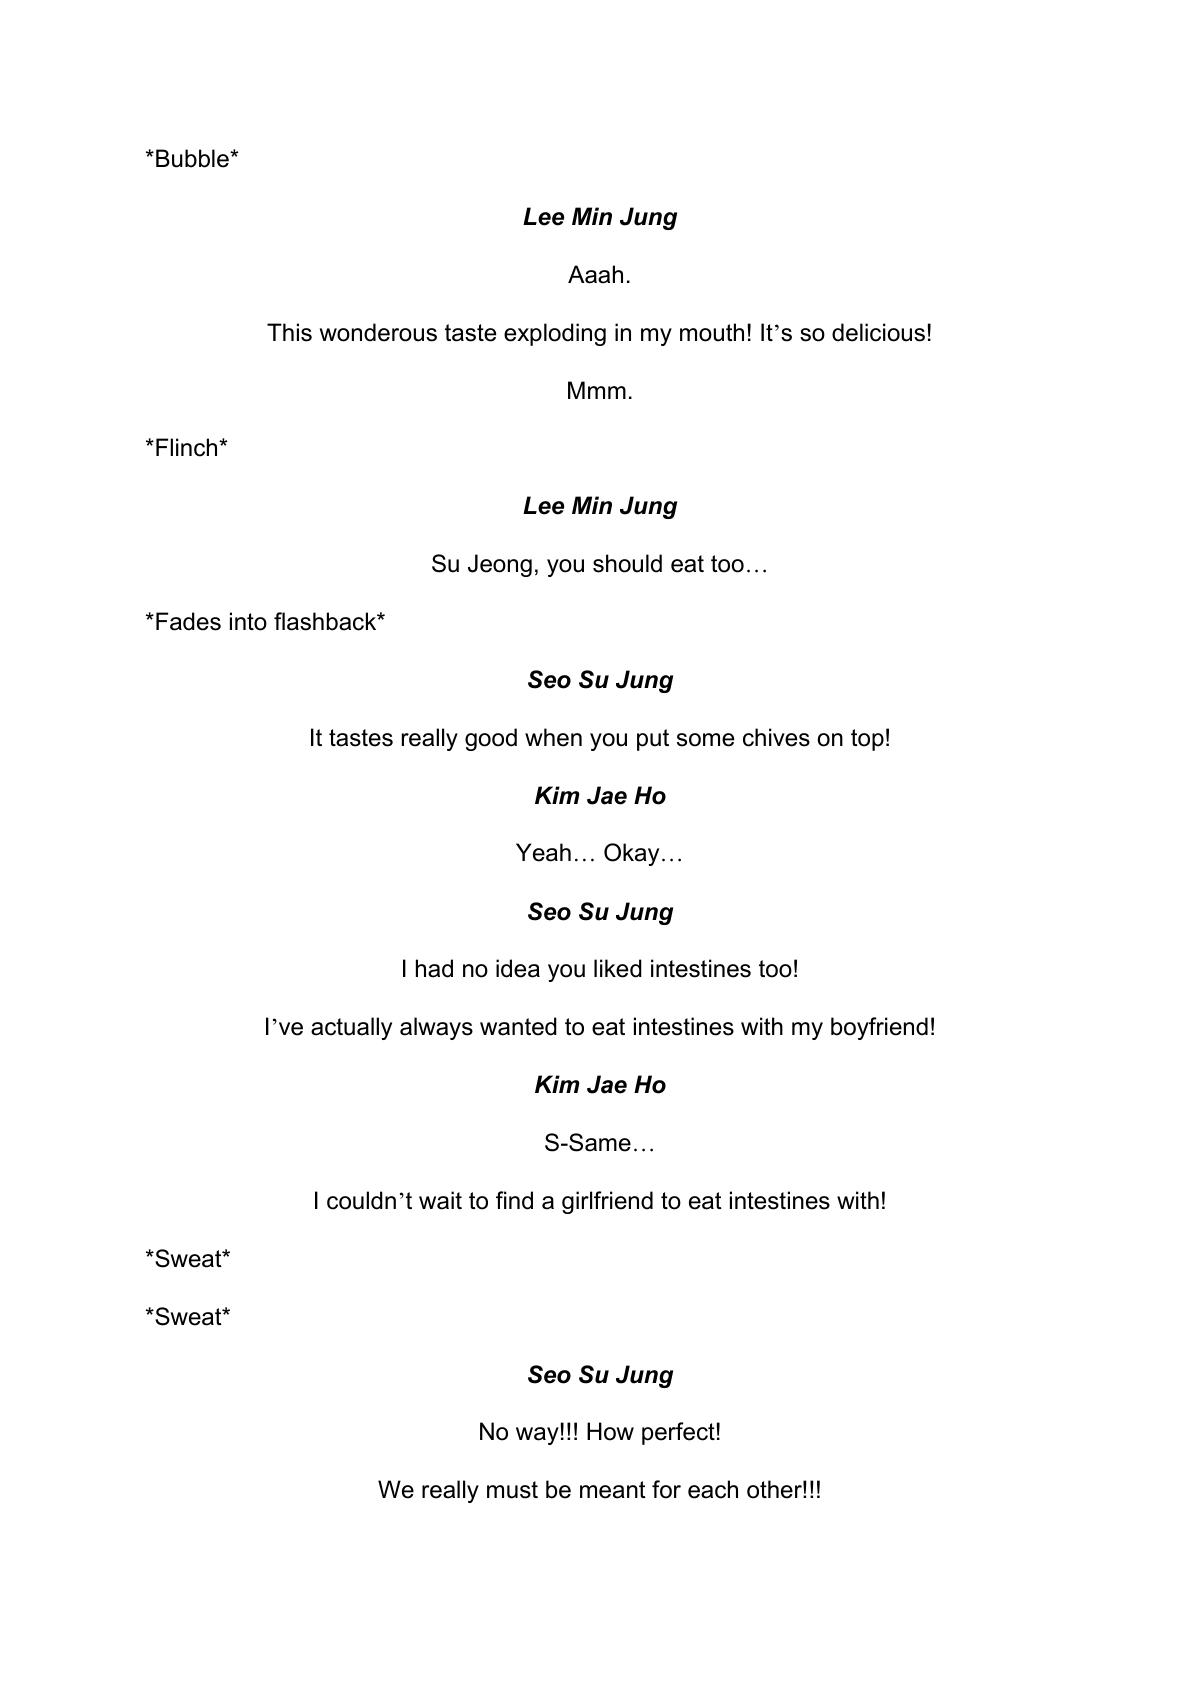 *Bubble*
Lee Min Jung
Aaah.
This wonderous taste exploding in my mouth! It’s so delicious!
Mmm.
*Flinch*
Lee Min Jung
Su Jeong, you should eat too…
*Fades into flashback*
Seo Su Jung
It tastes really good when you put some chives on top!
Kim Jae Ho
Yeah… Okay…
Seo Su Jung
I had no idea you liked intestines too!
I’ve actually always wanted to eat intestines with my boyfriend!
Kim Jae Ho
S-Same…
I couldn’t wait to find a girlfriend to eat intestines with!
*Sweat*
*Sweat*
Seo Su Jung
No way!!! How perfect!
We really must be meant for each other!!!